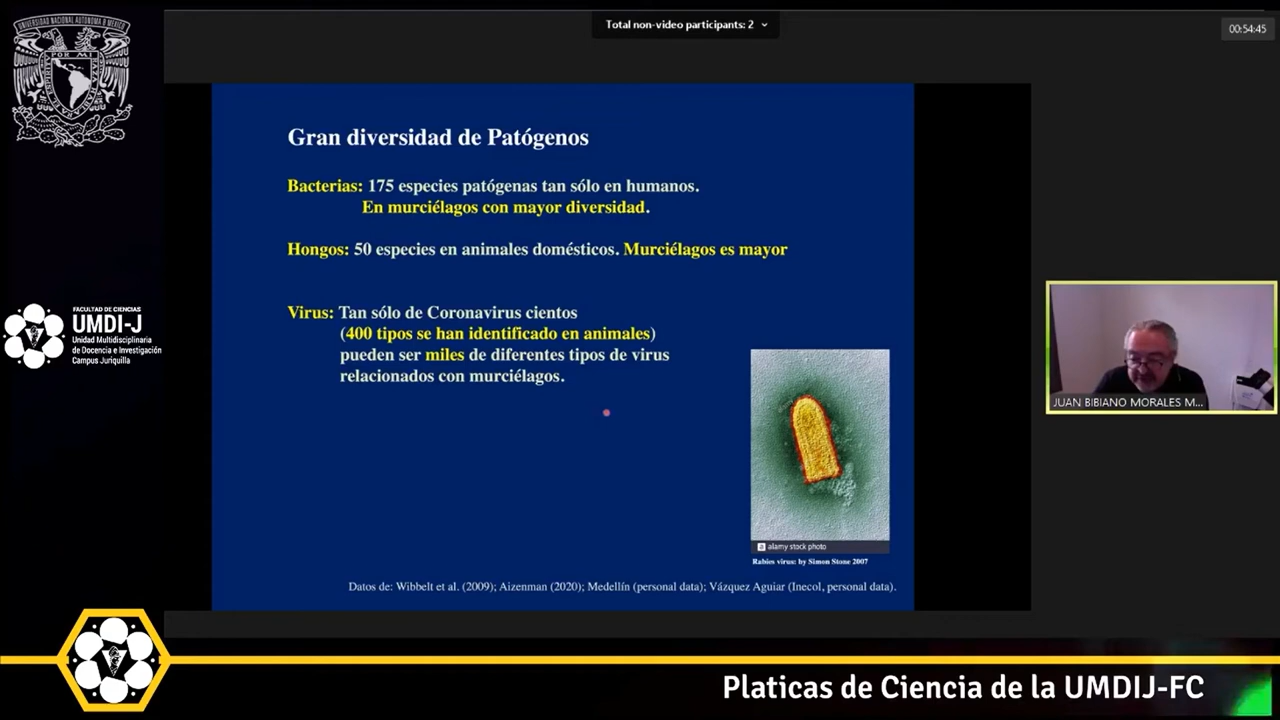 UNIVERSIDAD NACIONAL AUTONOMA DE MEXICO
Total non-video participants: 2
00:54:45
Gran diversidad de Patógenos
Bacterias: 175 especies patógenas tan sólo en humanos.
En murciélagos con mayor diversidad.
Hongos: 50 especies en animales domésticos. Murciélagos es mayor
Virus: Tan sólo de Coronavirus cientos
(400 tipos se han identificado en animales)
pueden ser miles de diferentes tipos de virus
relacionados con murciélagos.
a alamy stock photo
Rabies virus: by Simon Stone 2007
Datos de: Wibbelt et al. (2009); Aizenman (2020); Medellín (personal data); Vázquez Aguiar (Inecol, personal data).
FACULTAD DE CIENCIAS
UMDI-J
Unidad Multidisciplinaria
de Docencia e Investigación
Campus Juriquilla
JUAN BIBIANO MORALES M...
Platicas de Ciencia de la UMDIJ-FC